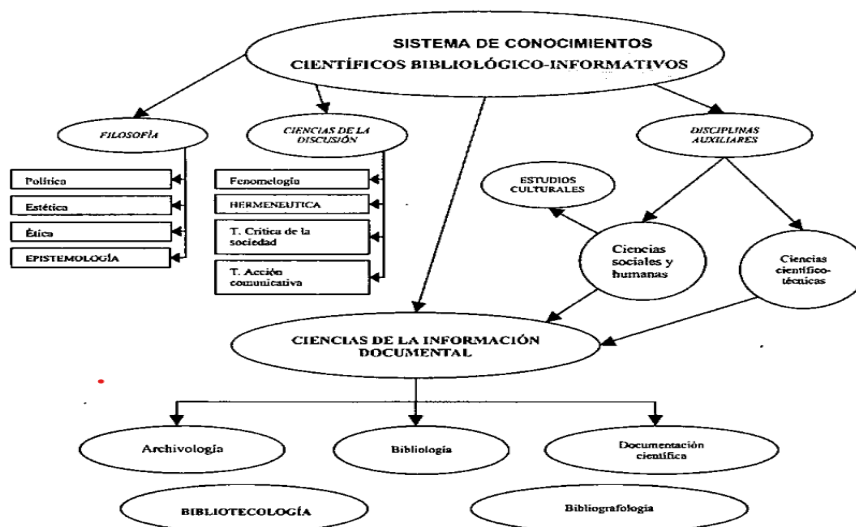 SISTEMA DE CONOCIMIENTOS
CIENTÍFICOS BIBLIOLÓGICO-INFORMATIVOS
FILOSOFÍA
CIENCIAS DE LA
DISCUSIÓN
DISCIPLINAS
AUXILIARES
Política
Estética
Ética
EPISTEMOLOGÍA
Fenomelogía
HERMENEUTICA
T. Crítica de la
sociedad
T. Acción
comunicativa
ESTUDIOS
CULTURALES
Ciencias
sociales y
humanas
Ciencias
científico-
técnicas
CIENCIAS DE LA INFORMACIÓN
DOCUMENTAL
Archivología
Bibliología
Documentación
científica
BIBLIOTECOLOGÍA
Bibliografología